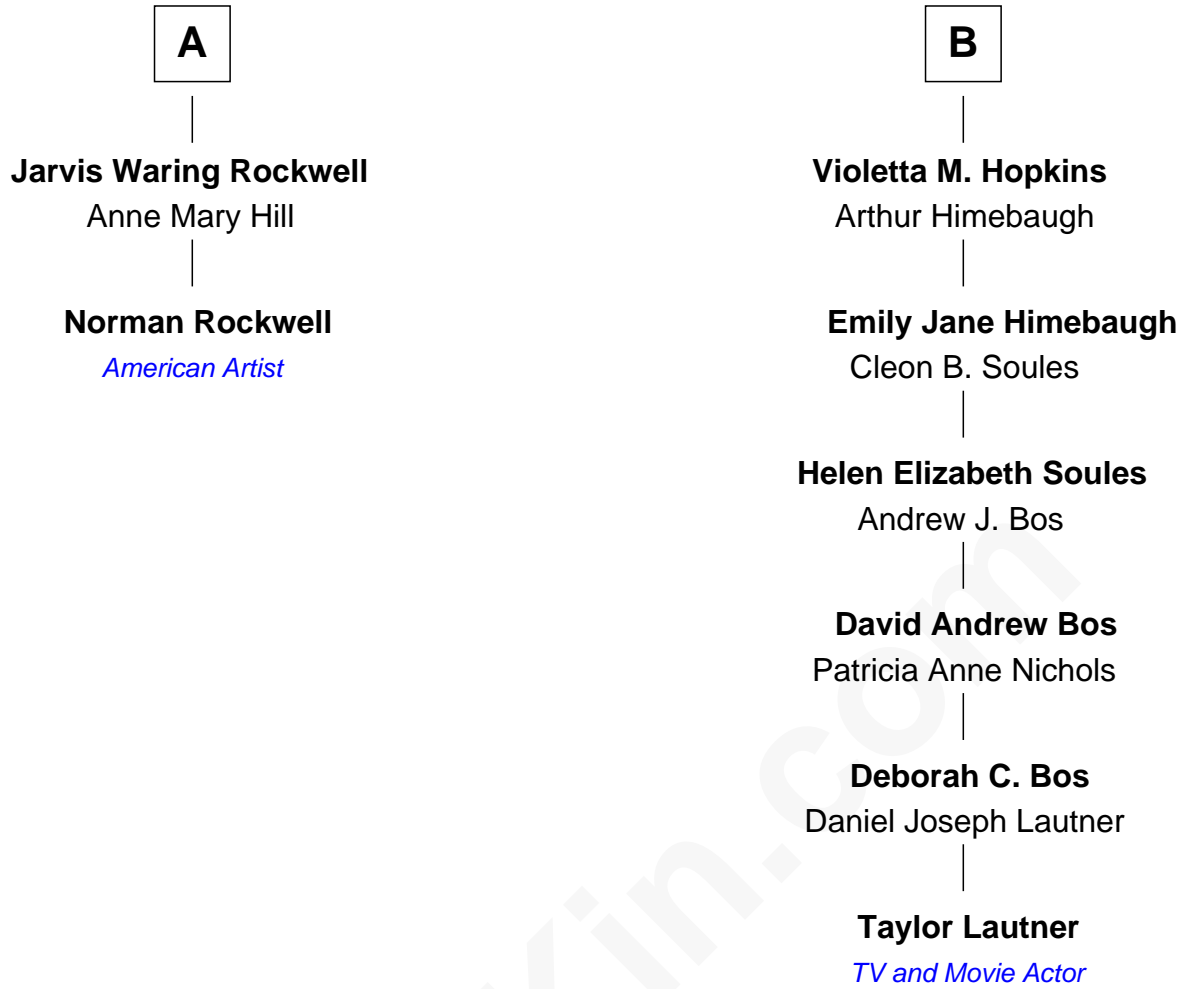 A
Jarvis Waring Rockwell
Anne Mary Hill
Norman Rockwell
American Artist
B
Violetta M. Hopkins
Arthur Himebaugh
Emily Jane Himebaugh
Cleon B. Soules
Helen Elizabeth Soules
Andrew J. Bos
David Andrew Bos
Patricia Anne Nichols
Deborah C. Bos
Daniel Joseph Lautner
Taylor Lautner
TV and Movie Actor
Kin.com